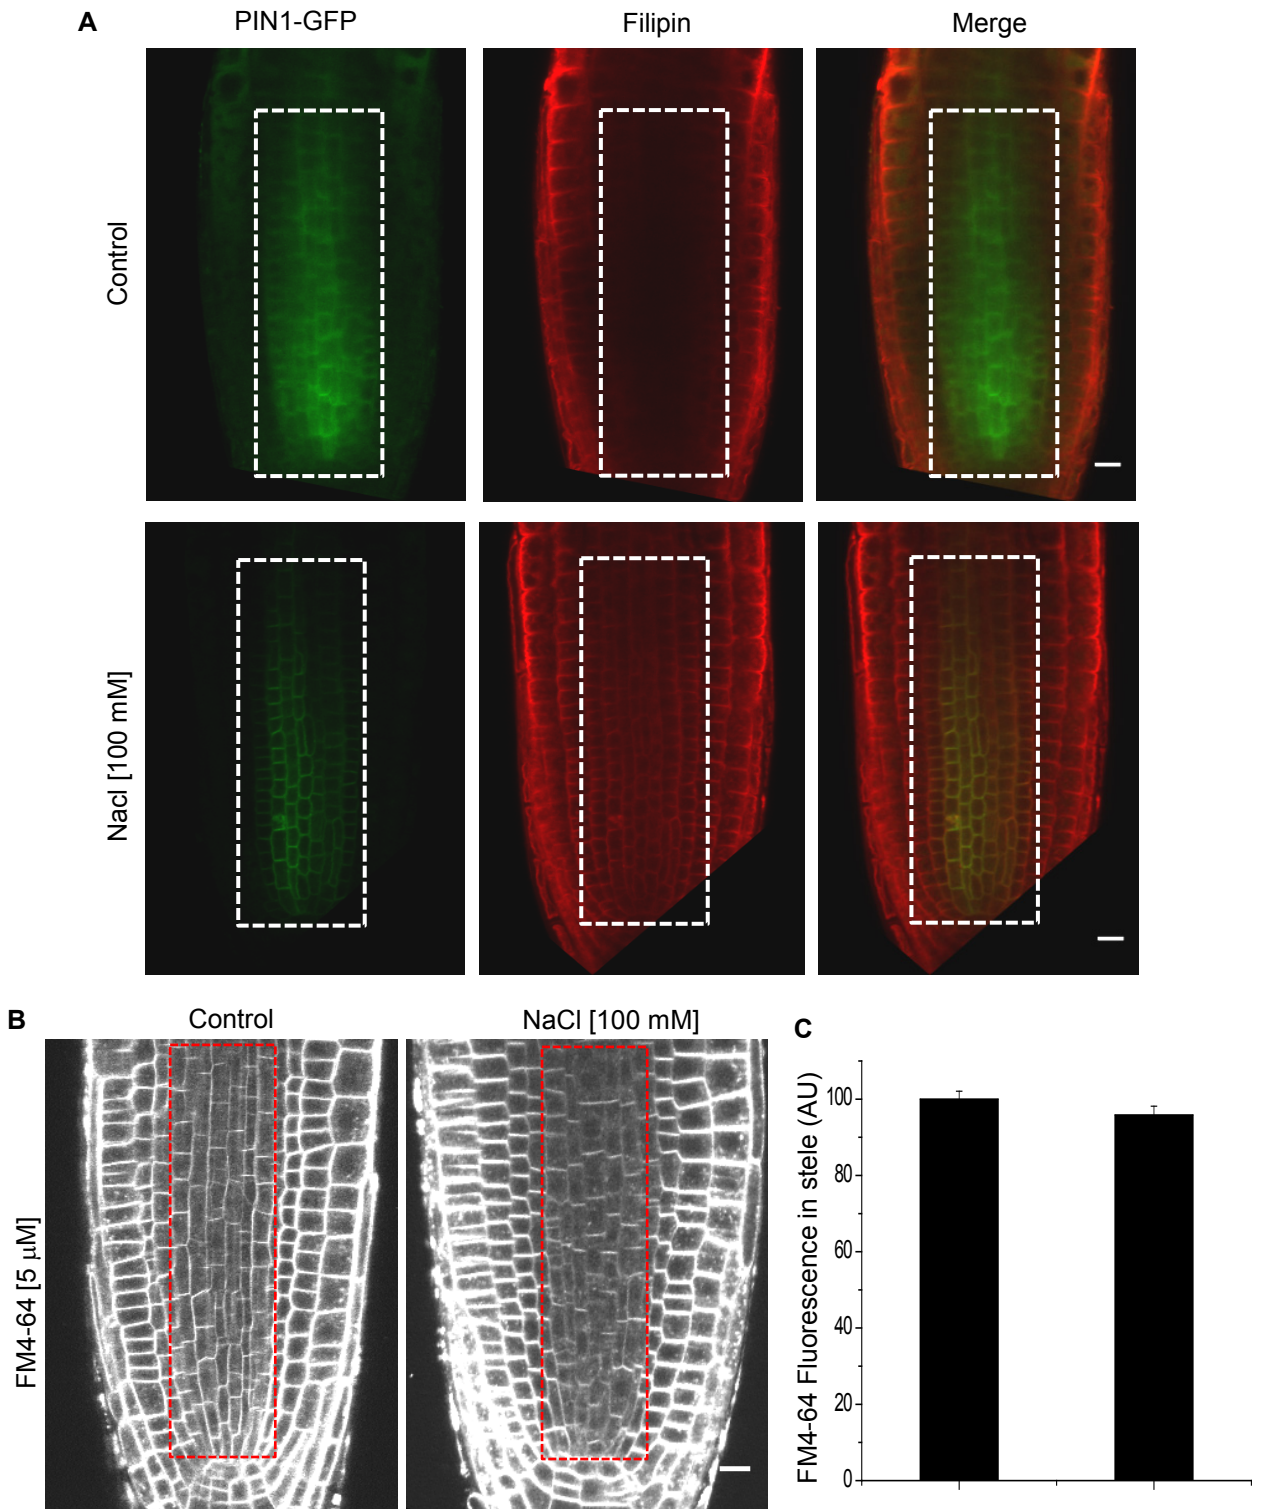 A
PIN1-GFP
Filipin
Merge
Control
Nacl [100 mM]
B
Control
NaCl [100 mM]
FM4-64 [5 μM]
C
FM4-64 Fluorescence in stele (AU)
100
80
60
40
20
0